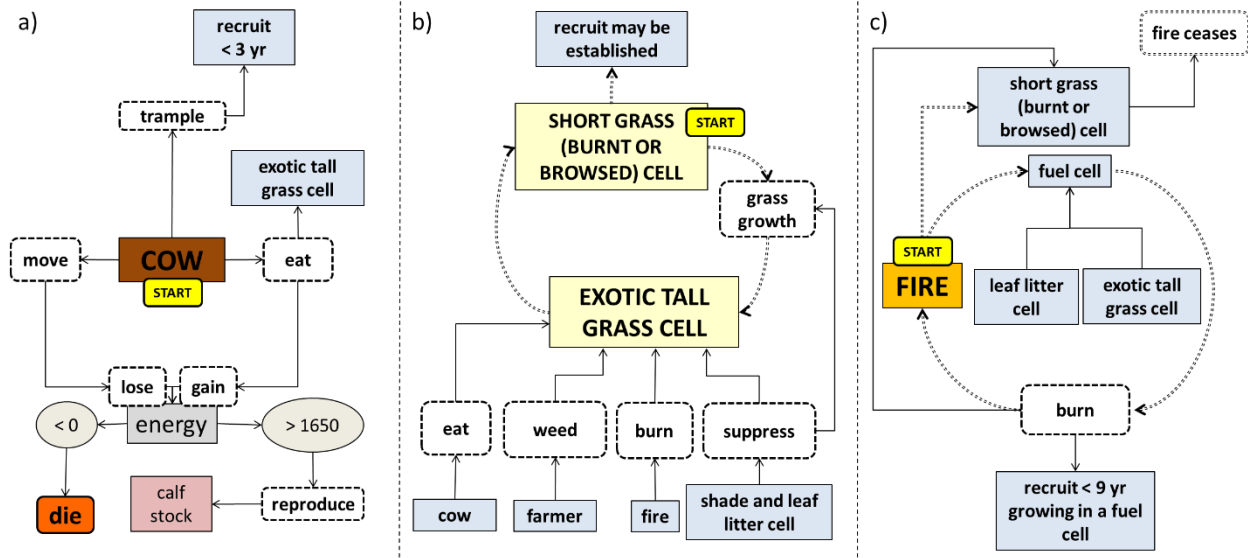 a)
recruit
< 3 yr
trample
exotic tall
grass cell
move
COW
eat
START
lose
gain
< 0
energy
> 1650
die
calf
stock
reproduce
b)
recruit may be
established
START
SHORT GRASS
(BURNT OR
BROWSED) CELL
grass
growth
EXOTIC TALL
GRASS CELL
eat
weed
burn
suppress
cow
farmer
fire
shade and leaf
litter cell
c)
fire ceases
short grass
(burnt or
browsed) cell
fuel cell
START
FIRE
leaf litter
cell
exotic tall
grass cell
burn
recruit < 9 yr
growing in a fuel
cell